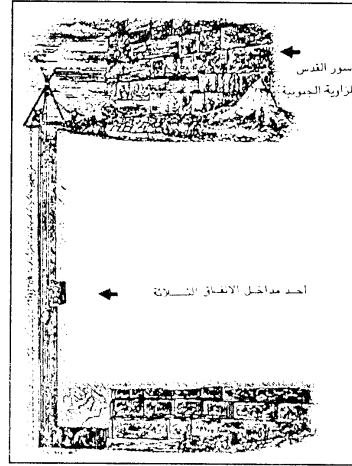 سور القدس
الزاوية الجنوبية
أحد مداخل الانفاق الثلاثة